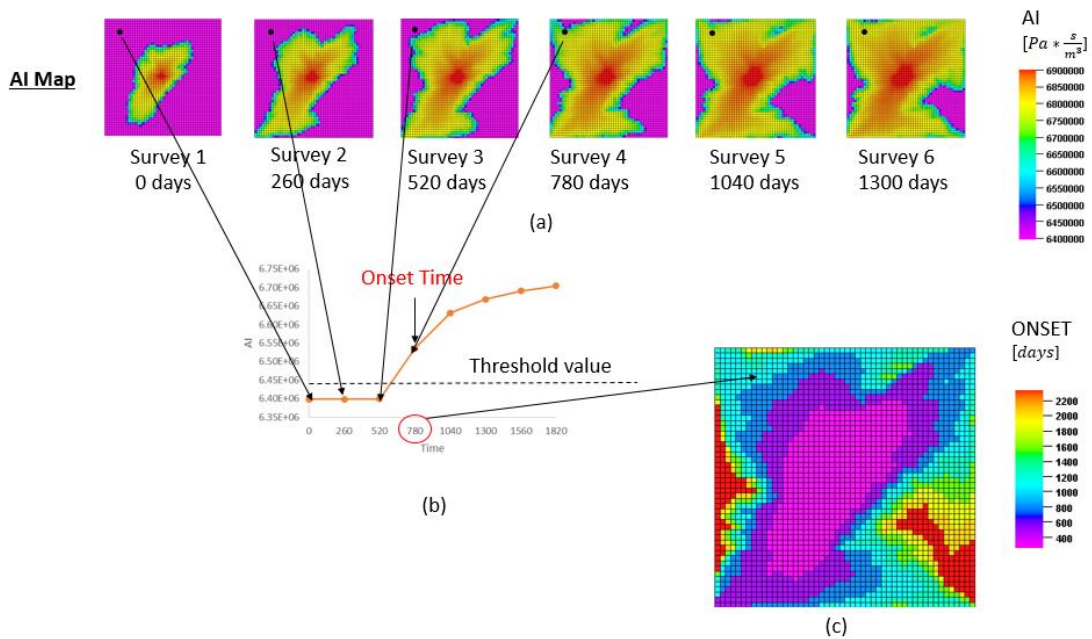 AI
[Pa * s/m³]
AI Map
6900000
6850000
6800000
6750000
6700000
6650000
6600000
6550000
6500000
6450000
6400000
Survey 1
0 days
Survey 2
260 days
Survey 3
520 days
Survey 4
780 days
Survey 5
1040 days
Survey 6
1300 days
(a)
6.75E+06
6.70E+06
6.65E+06
6.60E+06
6.55E+06
6.50E+06
6.45E+06
6.40E+06
6.35E+06
AI
Onset Time
Threshold value
0 260 520 780 1040 1300 1560 1820
Time
(b)
ONSET
[days]
2200
2000
1800
1600
1400
1200
1000
800
600
400
(c)